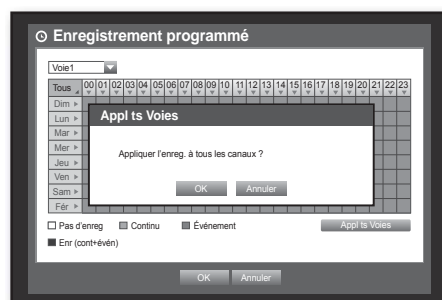 Enregistrement programmé
Voie1
Tous 00 01 02 03 04 05 06 07 08 09 10 11 12 13 14 15 16 17 18 19 20 21 22 23
Dim
Lun
Mar
Mer
Jeu
Ven
Sam
Fér
Appl ts Voies
Appliquer l'enreg. à tous les canaux ?
OK Annuler
Pas d'enreg Continu Événement Appl ts Voies
Enr (cont+évén)
OK Annuler